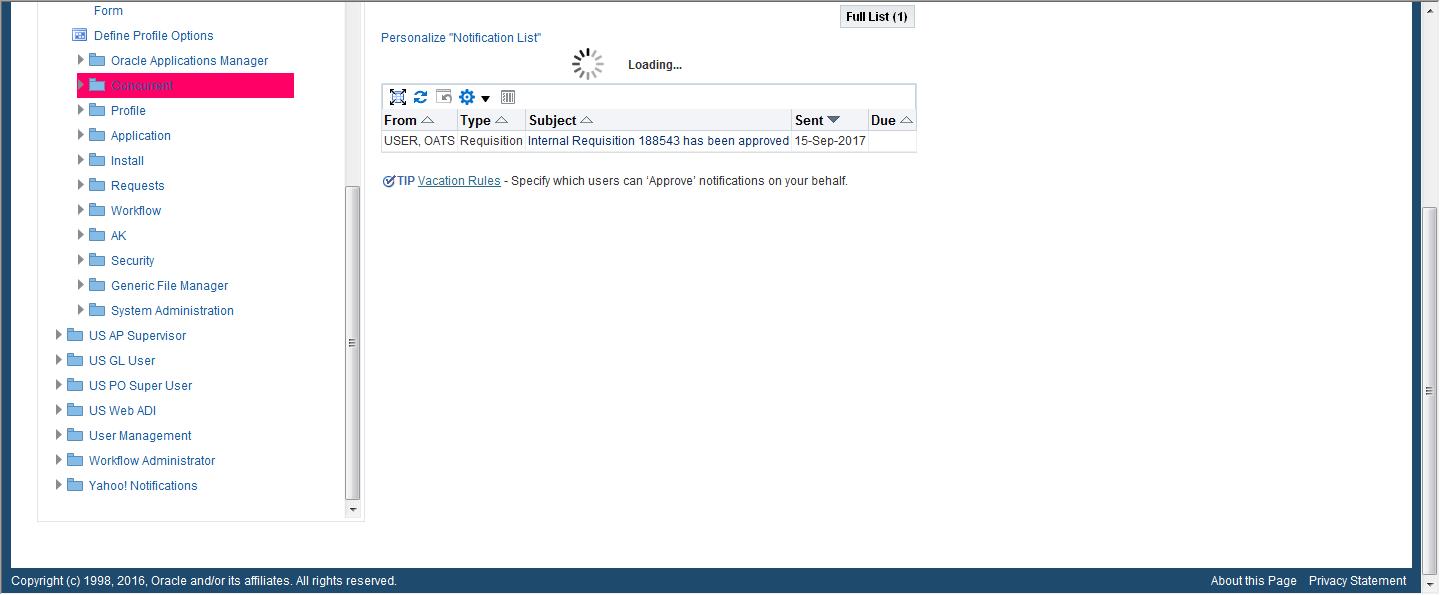 Form
Define Profile Options
Oracle Applications Manager
Concurrent
Profile
Application
Install
Requests
Workflow
AK
Security
Generic File Manager
System Administration
US AP Supervisor
US GL User
US PO Super User
US Web ADI
User Management
Workflow Administrator
Yahoo! Notifications
Full List (1)
Personalize "Notification List"
Loading...
From Type Subject Sent Due
USER, OATS Requisition Internal Requisition 188543 has been approved 15-Sep-2017
TIP Vacation Rules - Specify which users can ‘Approve’ notifications on your behalf.
Copyright (c) 1998, 2016, Oracle and/or its affiliates. All rights reserved. About this Page Privacy Statement